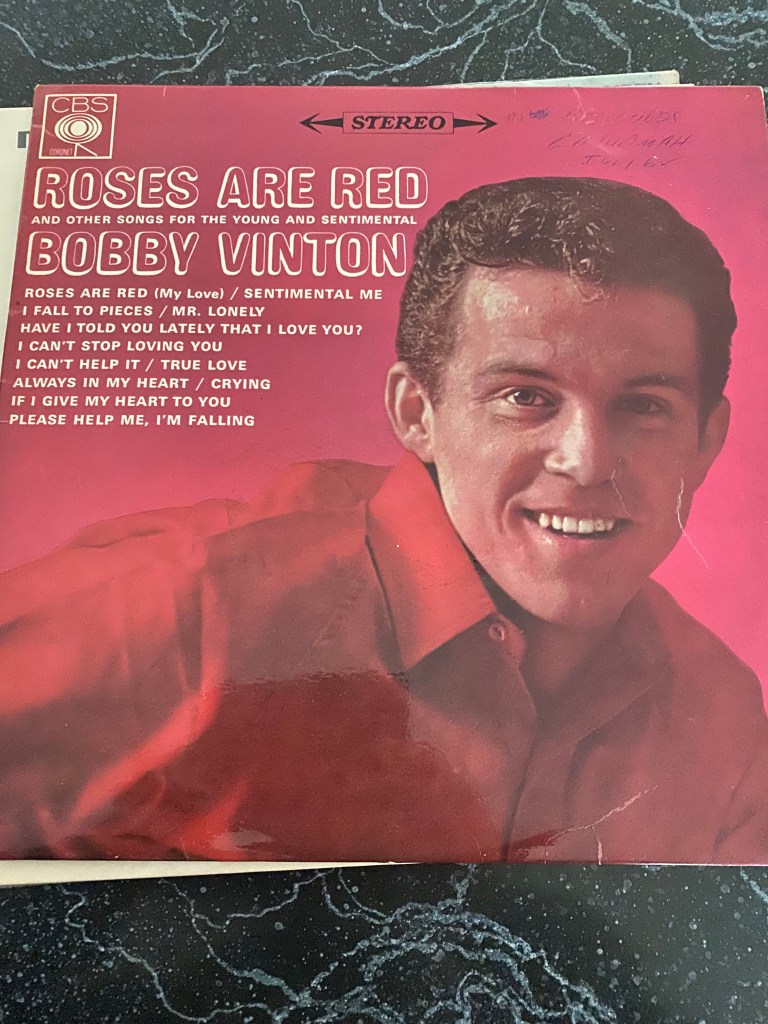 CBS
CORONET
STEREO
ROSES ARE RED
AND OTHER SONGS FOR THE YOUNG AND SENTIMENTAL
BOBBY VINTON
ROSES ARE RED (My Love) / SENTIMENTAL ME
I FALL TO PIECES / MR. LONELY
HAVE I TOLD YOU LATELY THAT I LOVE YOU?
I CAN'T STOP LOVING YOU
I CAN'T HELP IT / TRUE LOVE
ALWAYS IN MY HEART / CRYING
IF I GIVE MY HEART TO YOU
PLEASE HELP ME, I'M FALLING